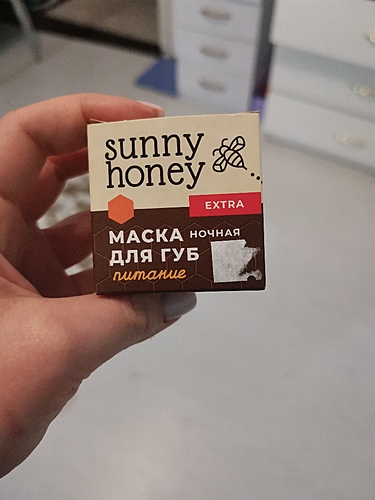 sunny
honey
EXTRA
МАСКА НОЧНАЯ
ДЛЯ ГУБ
питание